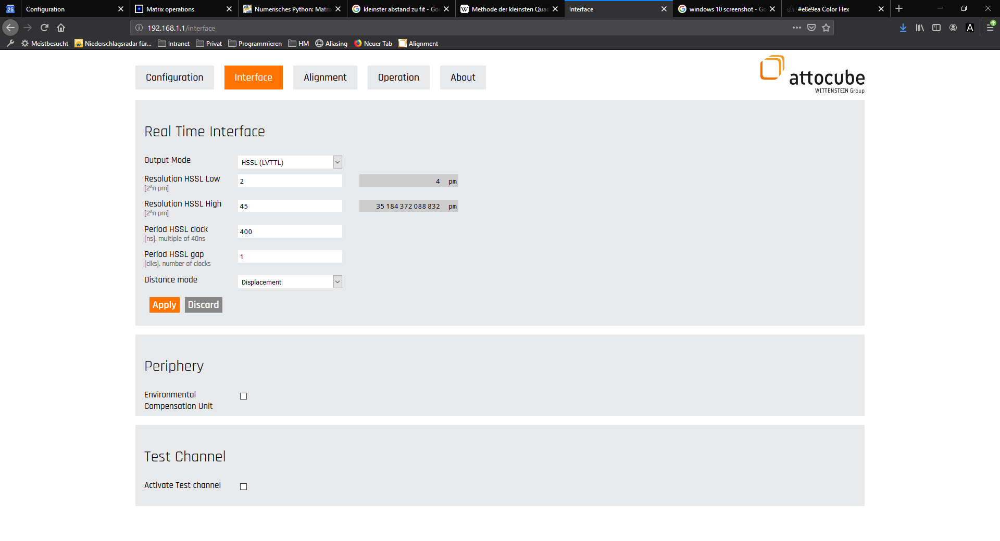 25 Configuration Matrix operations Numerisches Python: Matri kleinster abstand zu fit - Goo Methode der kleinsten Quad Interface windows 10 screenshot - Go #e8e9ea Color Hex
192.168.1.1/interface
Meistbesucht Niederschlagsradar für... Intranet Privat Programmieren HM Aliasing Neuer Tab Alignment
Configuration Interface Alignment Operation About
attocube
WITTENSTEIN Group
Real Time Interface
Output Mode HSSL (LVTTL)
Resolution HSSL Low 2 4 pm
[2^n pm]
Resolution HSSL High 45 35 184 372 088 832 pm
[2^n pm]
Period HSSL clock 400
[ns], multiple of 40ns
Period HSSL gap 1
[clks], number of clocks
Distance mode Displacement
Apply Discard
Periphery
Environmental
Compensation Unit
Test Channel
Activate Test channel